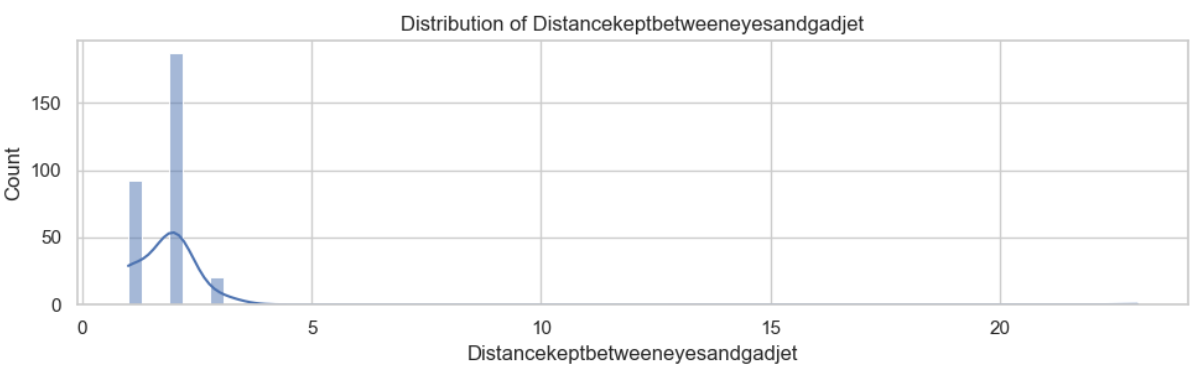 Distribution of Distancekeptbetweeneyesandgadjet
Count
150
100
50
0
0 5 10 15 20
Distancekeptbetweeneyesandgadjet